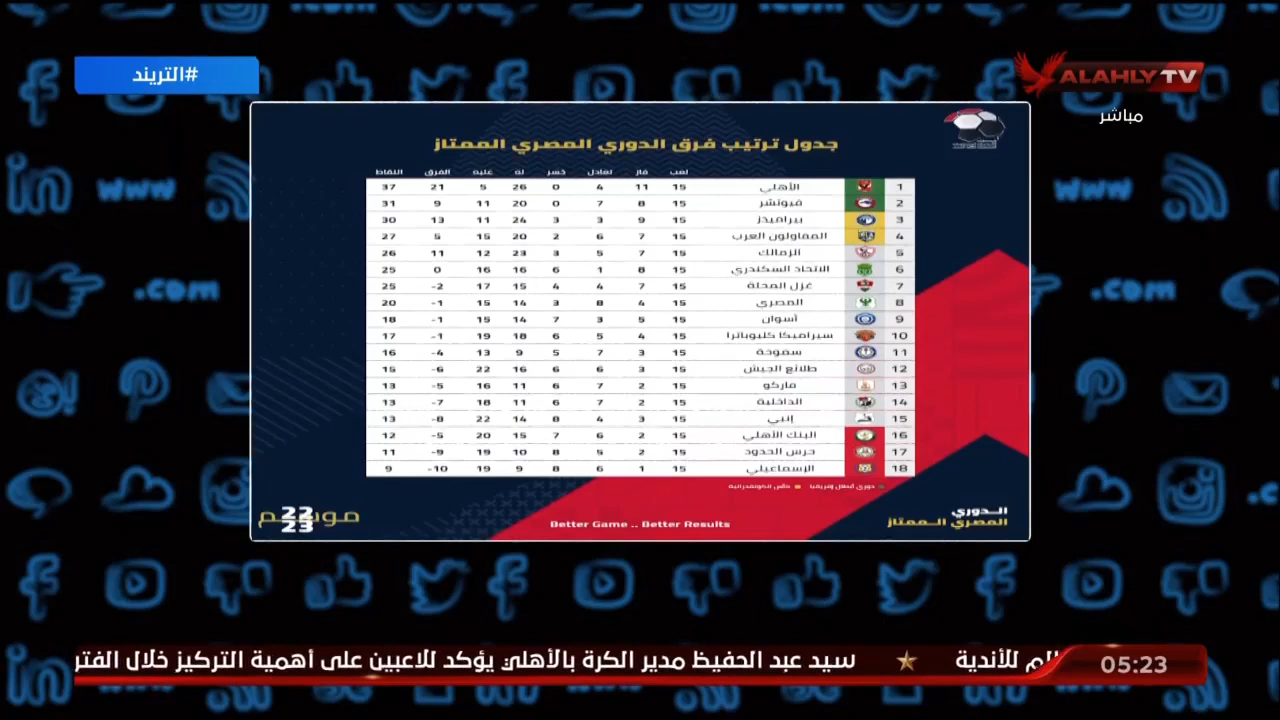 #التريند
ALAHLY TV
مباشر
جدول ترتيب فرق الدوري المصري الممتاز
لعب فاز تعادل خسر له عليه الفرق النقاط
1 الأهلي 15 11 4 0 26 5 21 37
2 فيوتشر 15 8 7 0 20 11 9 31
3 بيراميدز 15 9 3 3 24 11 13 30
4 المقاولون العرب 15 7 6 2 20 15 5 27
5 الزمالك 15 7 5 3 23 12 11 26
6 الاتحاد السكندري 15 8 1 6 16 16 0 25
7 غزل المحلة 15 7 4 4 15 17 -2 25
8 المصري 15 4 8 3 14 15 -1 20
9 أسوان 15 5 3 7 14 15 -1 18
10 سيراميكا كليوباترا 15 4 5 6 18 19 -1 17
11 سموحة 15 3 7 5 9 13 -4 16
12 طلائع الجيش 15 3 6 6 16 22 -6 15
13 فاركو 15 2 7 6 11 16 -5 13
14 الداخلية 15 2 7 6 11 18 -7 13
15 إنبي 15 3 4 8 14 22 -8 13
16 البنك الأهلي 15 2 6 7 15 20 -5 12
17 حرس الحدود 15 2 5 8 10 19 -9 11
18 الإسماعيلي 15 1 6 8 9 19 -10 9
دوري أبطال إفريقيا كأس الكونفدرالية
الدوري
المصري الممتاز
Better Game .. Better Results
موسم 22 23
لم للأندية ★ سيد عبد الحفيظ مدير الكرة بالأهلي يؤكد للاعبين على أهمية التركيز خلال الفتر
05:23
www
.com